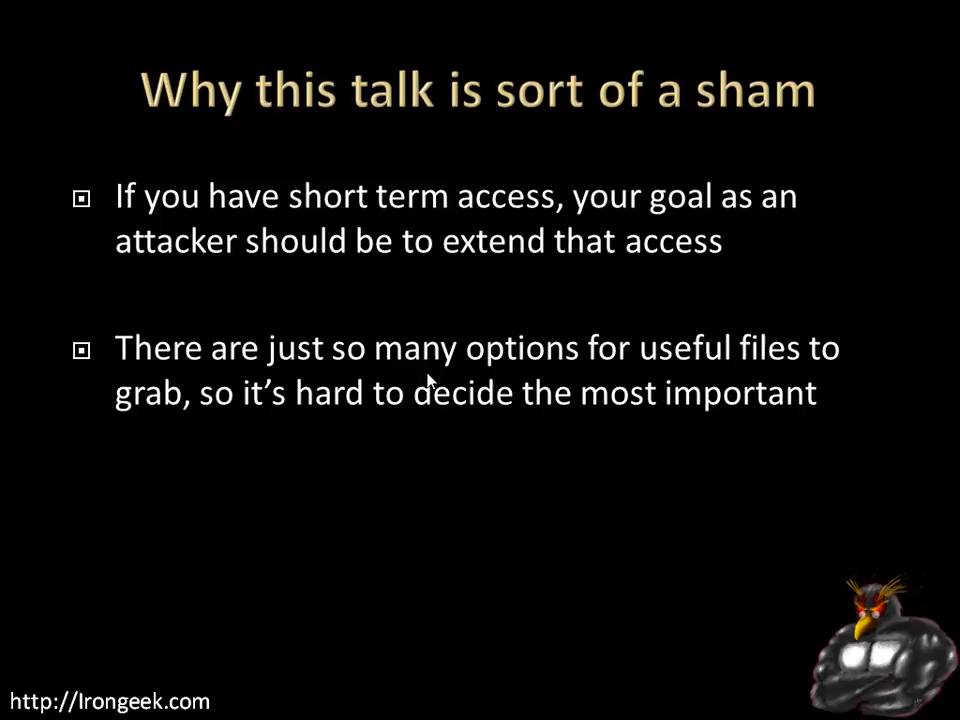 Why this talk is sort of a sham
If you have short term access, your goal as an
attacker should be to extend that access
There are just so many options for useful files to
grab, so it’s hard to decide the most important
http://Irongeek.com